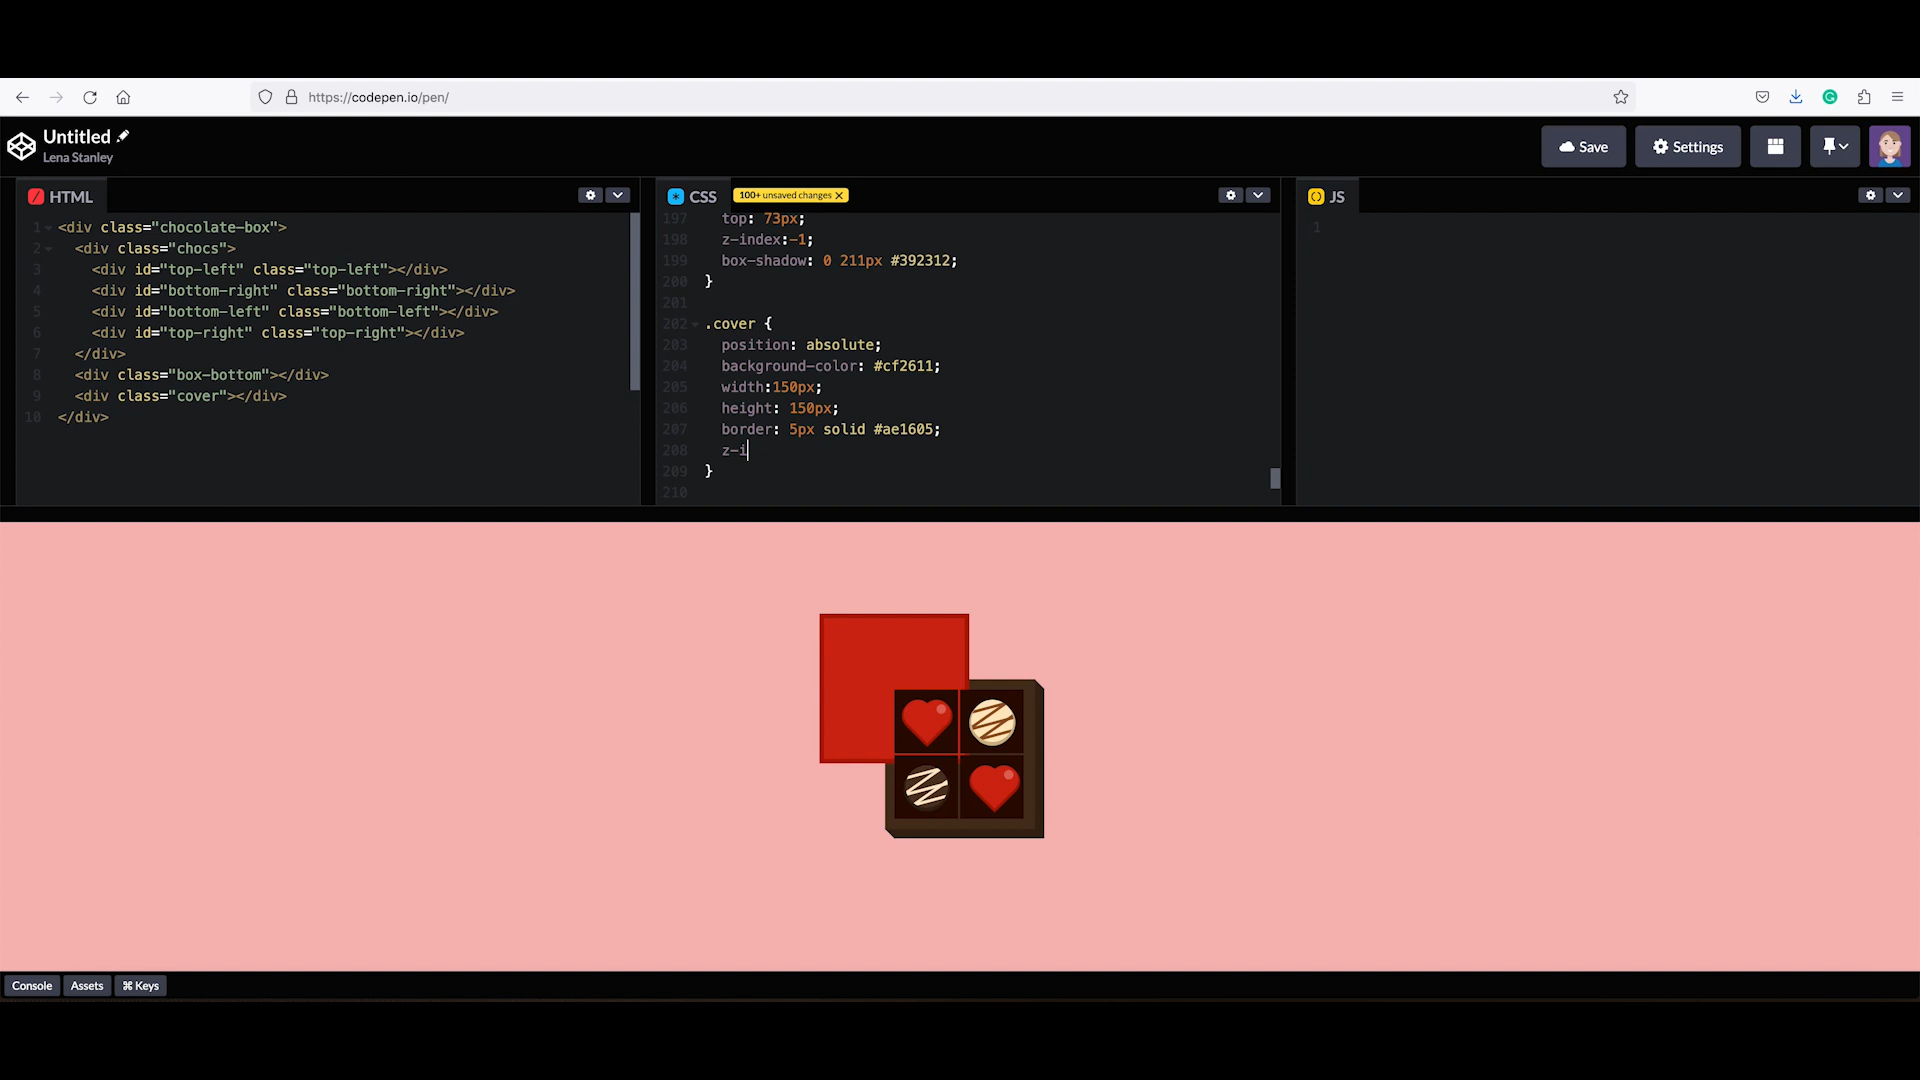 https://codepen.io/pen/
Untitled
Lena Stanley
Save
Settings
HTML
1 <div class="chocolate-box">
2 <div class="chocs">
3 <div id="top-left" class="top-left"></div>
4 <div id="bottom-right" class="bottom-right"></div>
5 <div id="bottom-left" class="bottom-left"></div>
6 <div id="top-right" class="top-right"></div>
7 </div>
8 <div class="box-bottom"></div>
9 <div class="cover"></div>
10 </div>
CSS
100+ unsaved changes X
197 top: 73px;
198 z-index:-1;
199 box-shadow: 0 211px #392312;
200 }
201
202 .cover {
203 position: absolute;
204 background-color: #cf2611;
205 width:150px;
206 height: 150px;
207 border: 5px solid #ae1605;
208 z-i
209 }
210
JS
1
Console
Assets
⌘ Keys